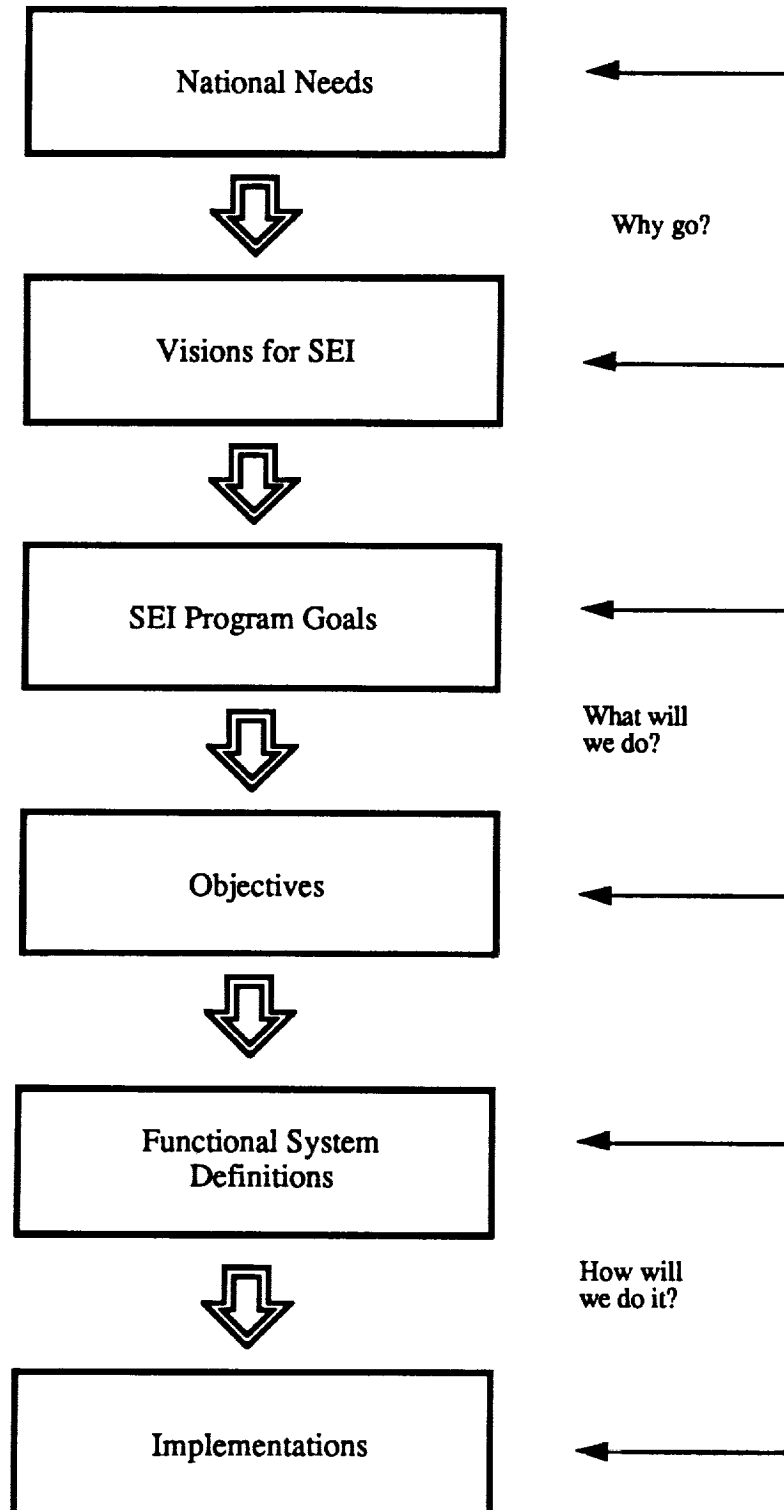 National Needs
Why go?
Visions for SEI
SEI Program Goals
What will
we do?
Objectives
Functional System
Definitions
How will
we do it?
Implementations